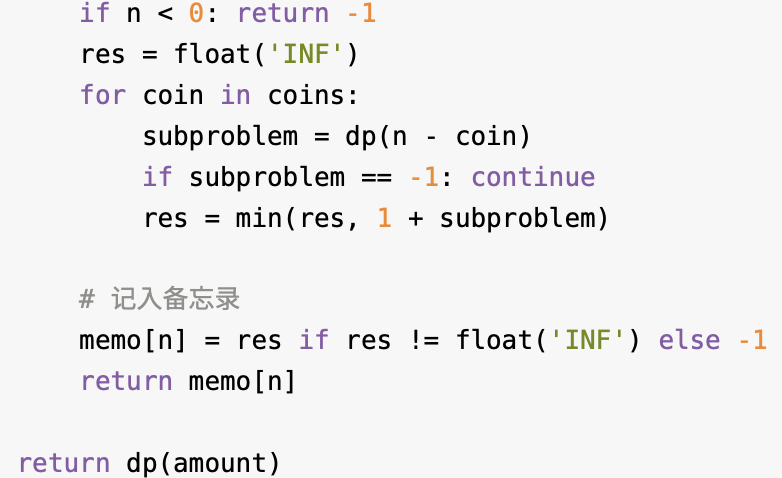 if n < 0: return -1
res = float('INF')
for coin in coins:
subproblem = dp(n - coin)
if subproblem == -1: continue
res = min(res, 1 + subproblem)
# 记入备忘录
memo[n] = res if res != float('INF') else -1
return memo[n]
return dp(amount)